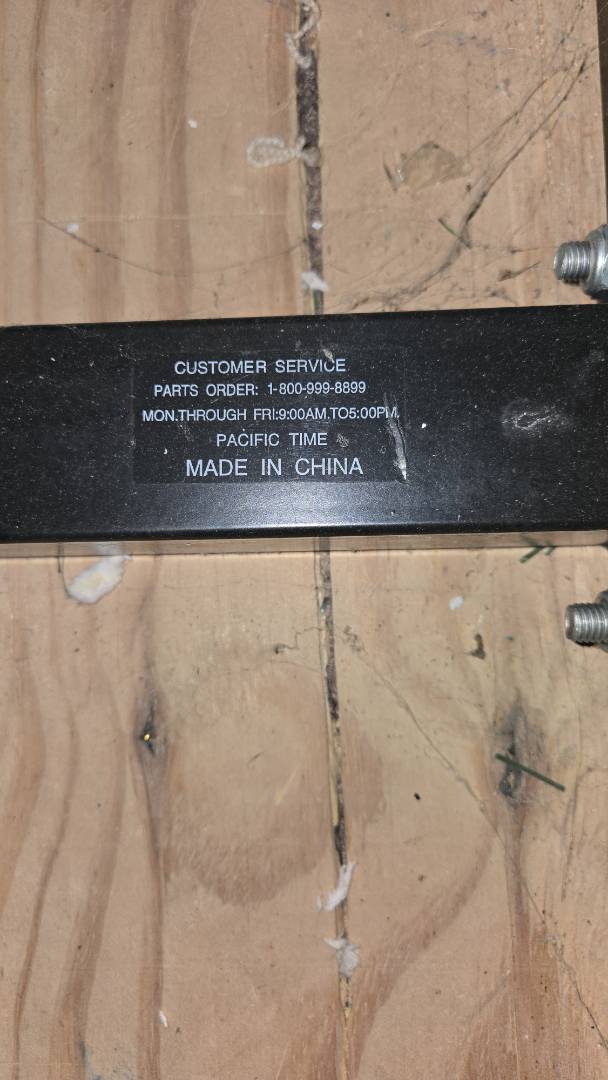 CUSTOMER SERVICE
PARTS ORDER: 1-800-999-8899
MON.THROUGH FRI:9:00AM.TO5:00PM.
PACIFIC TIME
MADE IN CHINA